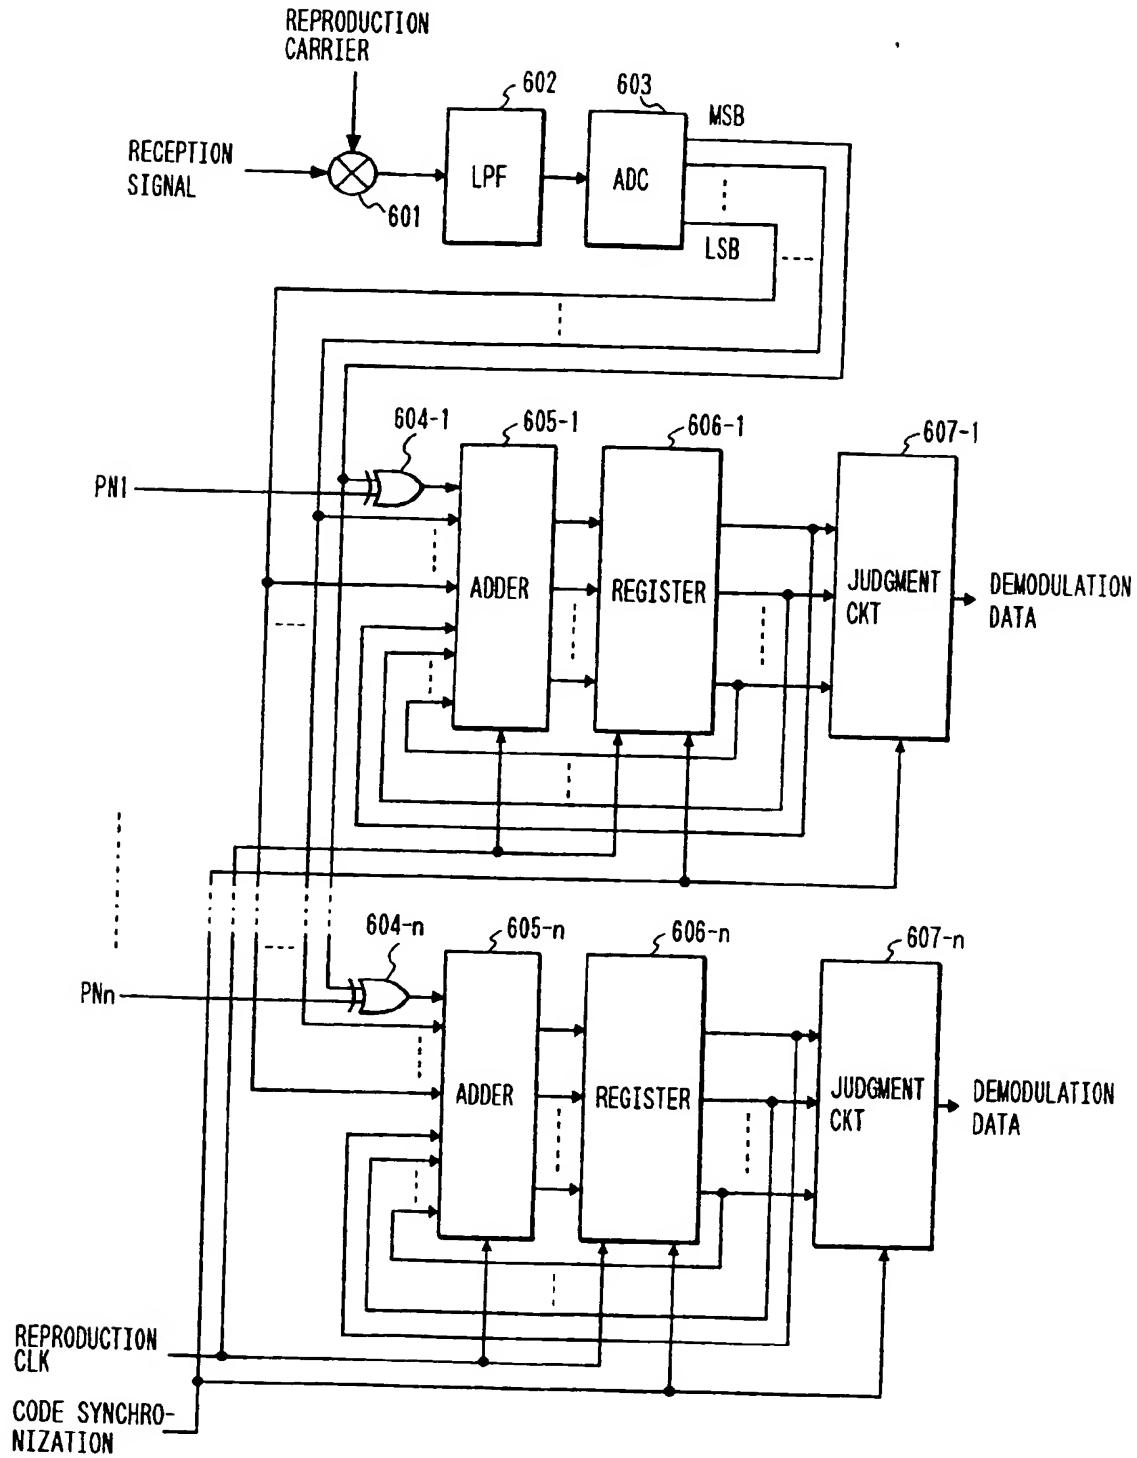 REPRODUCTION
CARRIER
602
603
MSB
RECEPTION
SIGNAL
LPF
ADC
601
LSB
604-1
605-1
606-1
607-1
PN1
ADDER
REGISTER
JUDGMENT
CKT
DEMODULATION
DATA
604-n
605-n
606-n
607-n
PNn
ADDER
REGISTER
JUDGMENT
CKT
DEMODULATION
DATA
REPRODUCTION
CLK
CODE SYNCHRO-
NIZATION